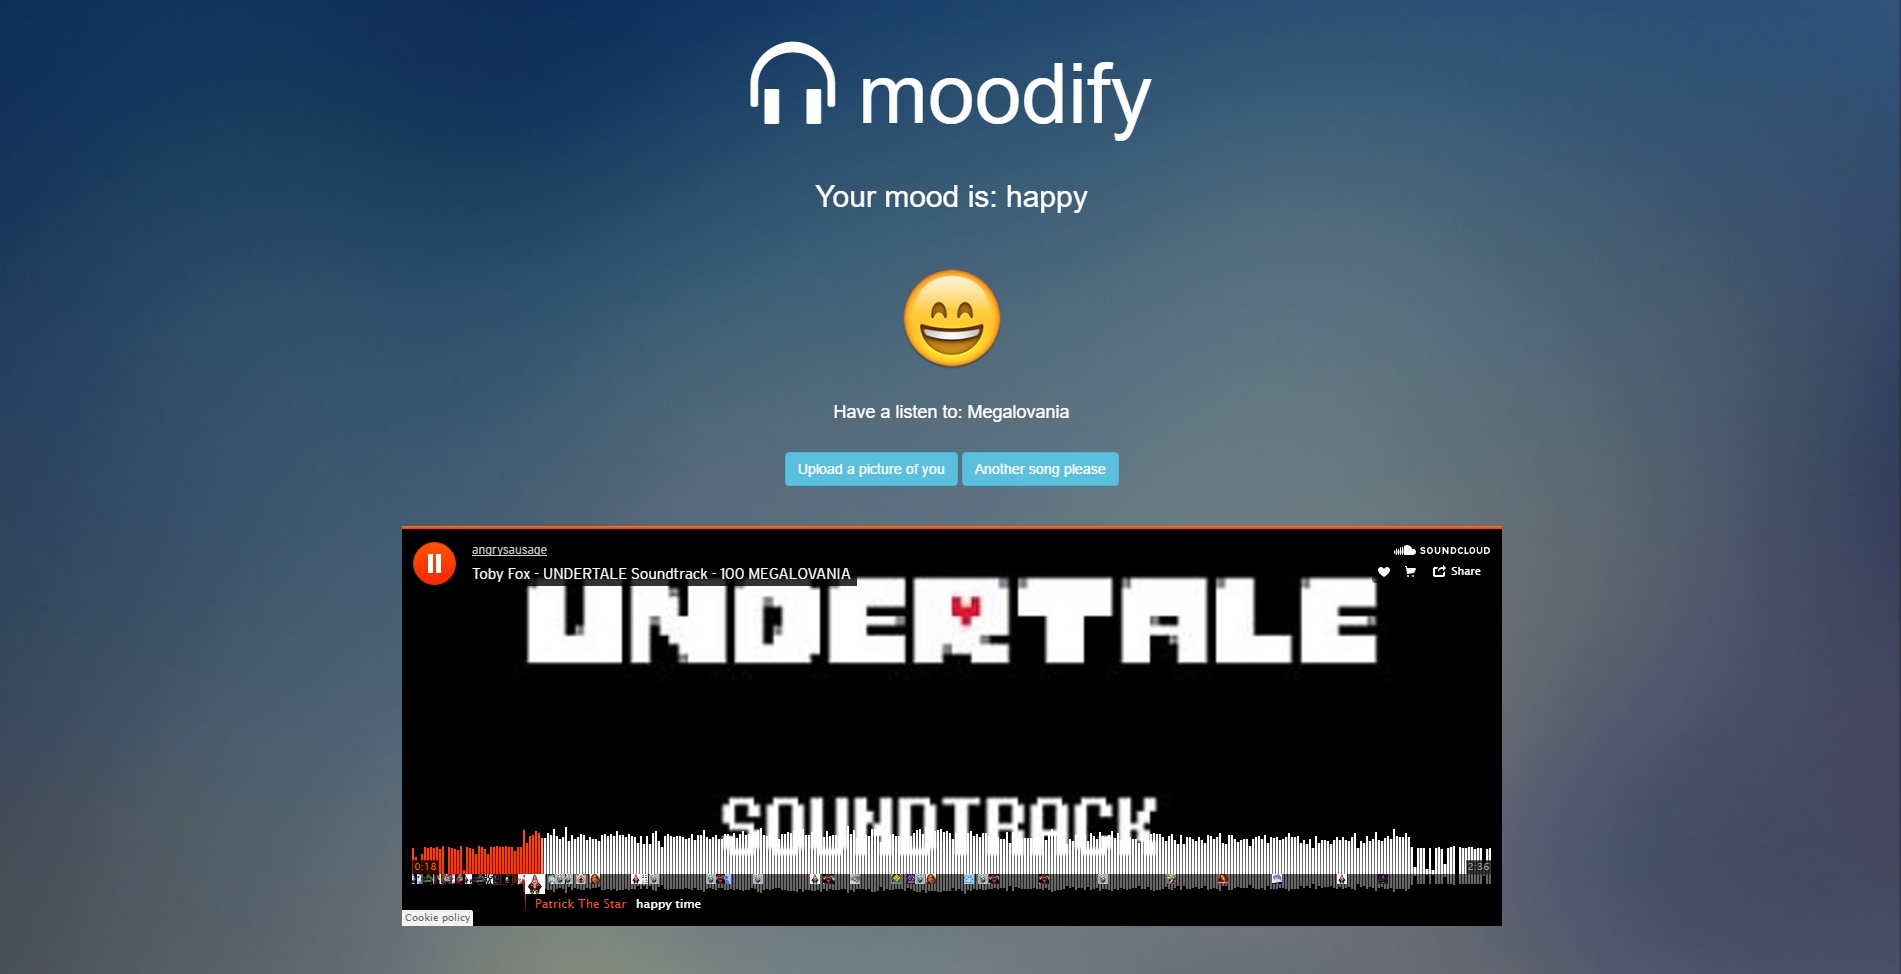 moodify
Your mood is: happy
Have a listen to: Megalovania
Upload a picture of you
Another song please
angrysausage
SOUNDCLOUD
Toby Fox - UNDERTALE Soundtrack - 100 MEGALOVANIA
Share
UNDERTALE
SOUNDTRACK
0:18
2:36
Patrick The Star happy time
Cookie policy